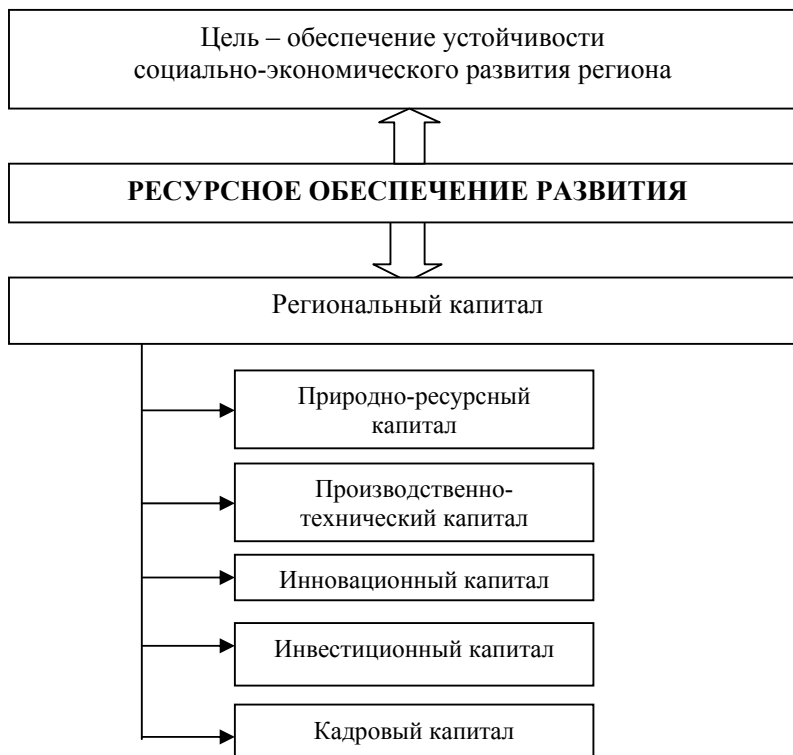 Цель – обеспечение устойчивости
социально-экономического развития региона
РЕСУРСНОЕ ОБЕСПЕЧЕНИЕ РАЗВИТИЯ
Региональный капитал
Природно-ресурсный
капитал
Производственно-
технический капитал
Инновационный капитал
Инвестиционный капитал
Кадровый капитал